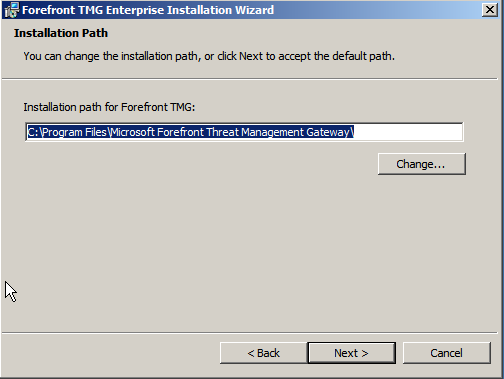 Forefront TMG Enterprise Installation Wizard
Installation Path
You can change the installation path, or click Next to accept the default path.
Installation path for Forefront TMG:
C:\Program Files\Microsoft Forefront Threat Management Gateway\
Change...
< Back
Next >
Cancel